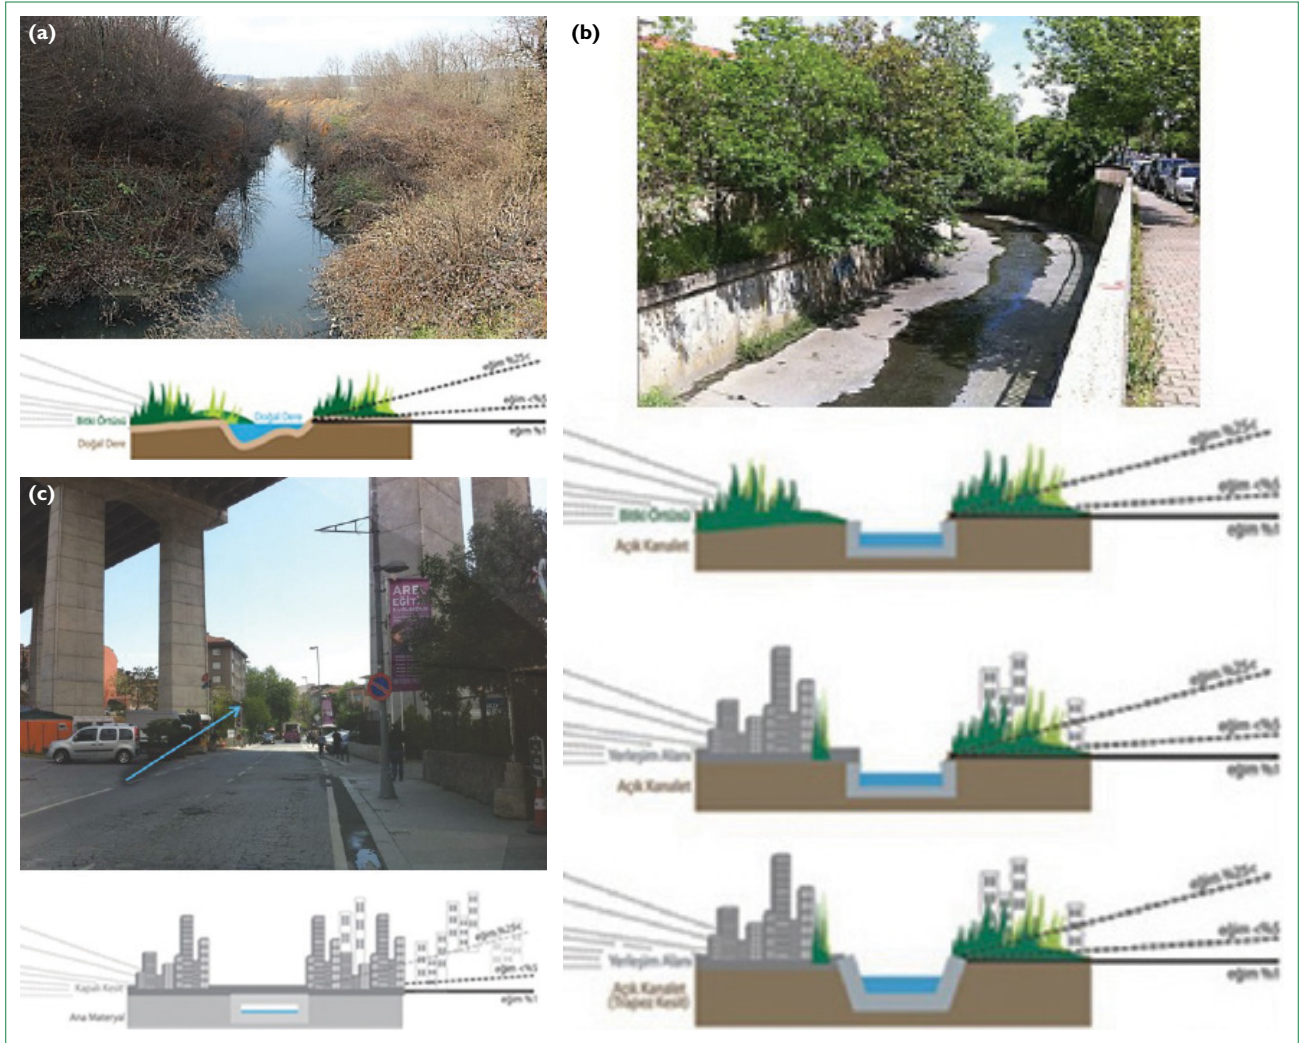 (a)
eğim %25<
eğim <%5
eğim %1
Bitki Örtüsü
Doğal Dere
Doğal Dere
(b)
eğim %25<
eğim <%5
eğim %1
Bitki Örtüsü
Açık Kanalet
eğim %25<
eğim <%5
eğim %1
Yerleşim Alanı
Açık Kanalet
eğim %25<
eğim <%5
eğim %1
Yerleşim Alanı
Açık Kanalet
(Trapez Kesit)
(c)
AREL
EĞİT
eğim %25<
eğim <%5
eğim %1
Kapalı Kesit
Ana Materyal